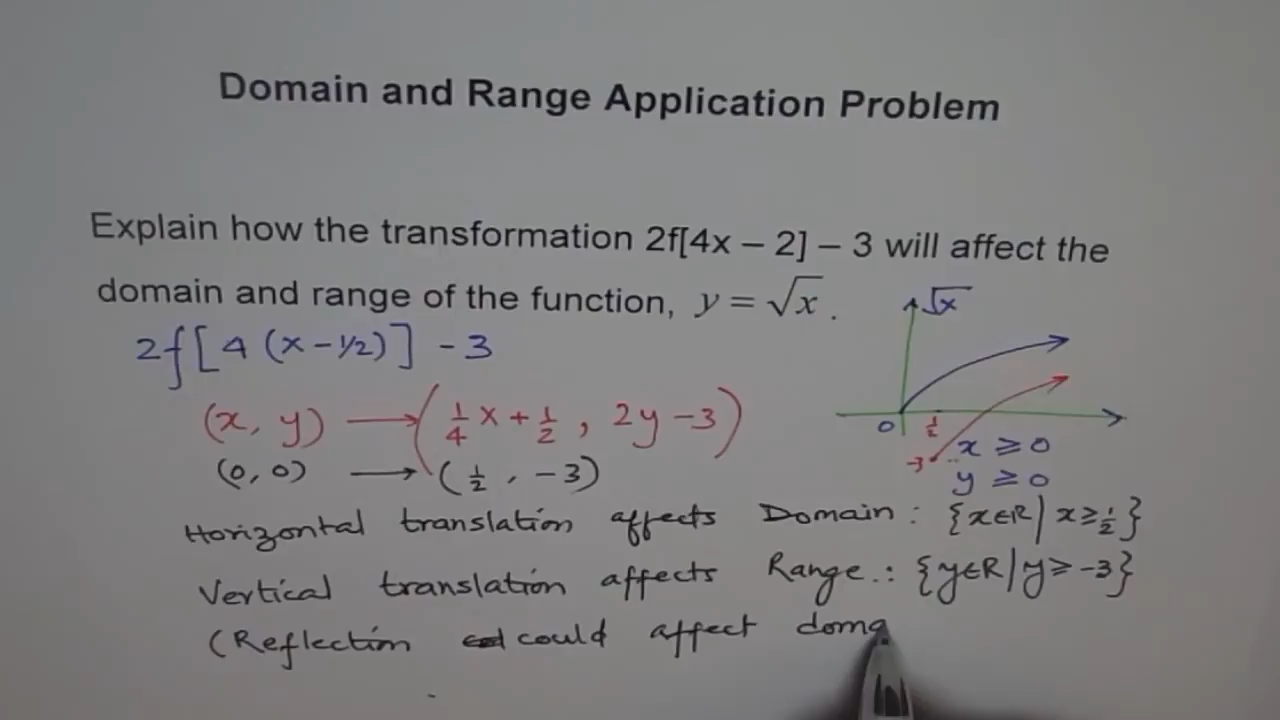 Domain and Range Application Problem
Explain how the transformation 2f[4x – 2] – 3 will affect the
domain and range of the function, y = √x .
√x
2f[4(x-1/2)] -3
(x, y) → (1/4 x + 1/2 , 2y -3)
0 1/2
-3 x ≥ 0
(0, 0) → (1/2 , -3)
y ≥ 0
Horizontal translation affects Domain : {x∈R | x ≥ 1/2}
Vertical translation affects Range : {y∈R | y ≥ -3}
(Reflection could affect doma